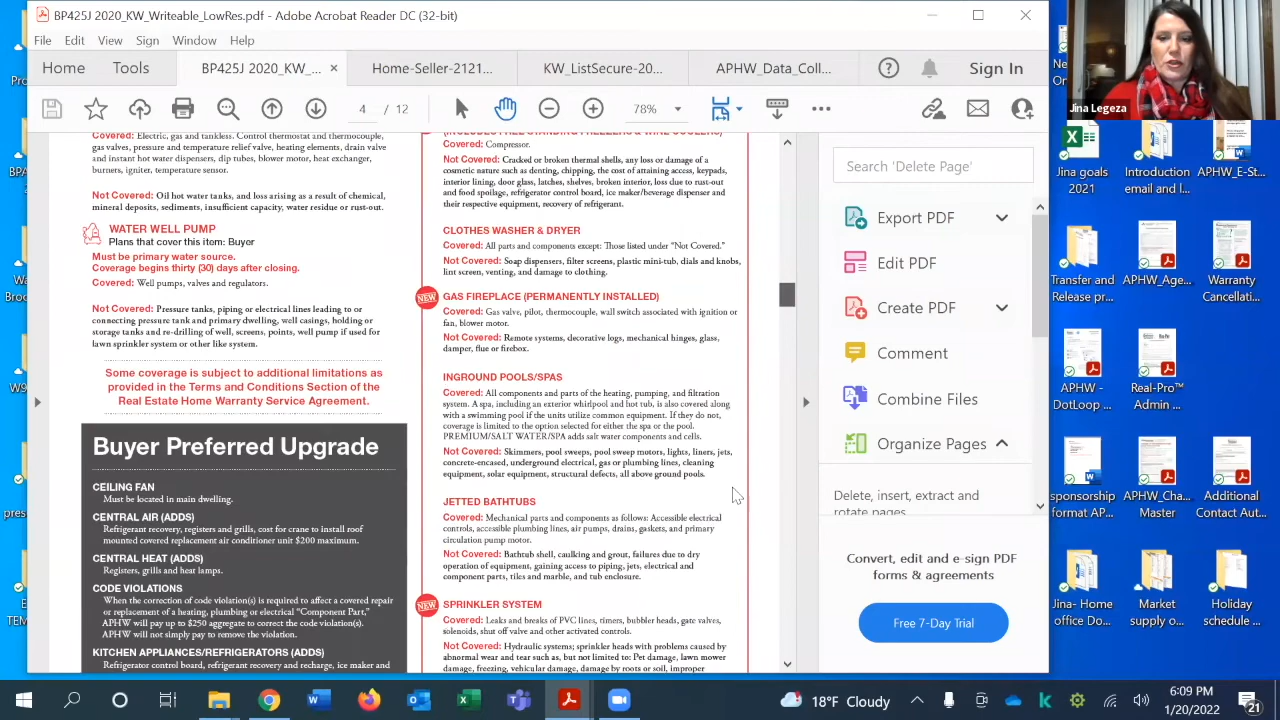 BP425J 2020_KW_Writeable_LowRes.pdf - Adobe Acrobat Reader DC (32-bit)
File Edit View Sign Window Help
Home Tools BP425J 2020_KW_... × Home-Seller-2121... KW_ListSecure-20... APHW_Data_Coll... Sign In
4 / 12 78%
Covered: Electric, gas and tankless. Control thermostat and thermocouple,
gas valves, pressure and temperature relief valve, heating elements, drain valve
and instant hot water dispensers, dip tubes, blower motor, heat exchanger,
burners, igniter, temperature sensor.
Not Covered: Oil hot water tanks, and loss arising as a result of chemical,
mineral deposits, sediments, insufficient capacity, water residue or rust-out.
WATER WELL PUMP
Plans that cover this item: Buyer
Must be primary water source.
Coverage begins thirty (30) days after closing.
Covered: Well pumps, valves and regulators.
Not Covered: Pressure tanks, piping or electrical lines leading to or
connecting pressure tank and primary dwelling, well casings, holding or
storage tanks and re-drilling of well, screens, points, well pump if used for
lawn sprinkler system or other like system.
Some coverage is subject to additional limitations as
provided in the Terms and Conditions Section of the
Real Estate Home Warranty Service Agreement.
Buyer Preferred Upgrade
CEILING FAN
Must be located in main dwelling.
CENTRAL AIR (ADDS)
Refrigerant recovery, registers and grills, cost for crane to install roof
mounted covered replacement air conditioner unit $200 maximum.
CENTRAL HEAT (ADDS)
Registers, grills and heat lamps.
CODE VIOLATIONS
When the correction of code violation(s) is required to affect a covered repair
or replacement of a heating, plumbing or electrical “Component Part,”
APHW will pay up to $250 aggregate to correct the code violation(s).
APHW will not simply pay to remove the violation.
KITCHEN APPLIANCES/REFRIGERATORS (ADDS)
Refrigerator control board, refrigerant recovery and recharge, ice maker and
(INCLUDES FREE STANDING FREEZERS & WINE COOLERS)
Covered: Compressor.
Not Covered: Cracked or broken thermal shells, any loss or damage of a
cosmetic nature such as denting, chipping, the cost of attaining access, keypads,
interior lining, door glass, latches, shelves, broken interior, loss due to rust-out
and food spoilage, refrigerator control board, ice maker/beverage dispenser and
their respective equipment, recovery of refrigerant.
CLOTHES WASHER & DRYER
Covered: All parts and components except: Those listed under “Not Covered.”
Not Covered: Soap dispensers, filter screens, plastic mini-tub, dials and knobs,
lint screen, venting, and damage to clothing.
NEW
GAS FIREPLACE (PERMANENTLY INSTALLED)
Covered: Gas valve, pilot, thermocouple, wall switch associated with ignition or
fan, blower motor.
Not Covered: Remote systems, decorative logs, mechanical hinges, glass,
damper, flue or firebox.
INGROUND POOLS/SPAS
Covered: All components and parts of the heating, pumping, and filtration
system. A spa, including an exterior whirlpool and hot tub, is also covered along
with a swimming pool if the units utilize common equipment. If they do not,
coverage is limited to the option selected for either the spa or the pool.
PREMIUM/SALT WATER/SPA adds salt water components and cells.
Not Covered: Skimmers, pool sweeps, pool sweep motors, lights, liners, jets,
concrete-encased, underground electrical, gas or plumbing lines, cleaning
equipment, solar equipment, structural defects, all above ground pools.
JETTED BATHTUBS
Covered: Mechanical parts and components as follows: Accessible electrical
controls, accessible plumbing lines, air pumps, drains, gaskets, and primary
circulation pump motor.
Not Covered: Bathtub shell, caulking and grout, failures due to dry
operation of equipment, gaining access to piping, jets, electrical and
component parts, tiles and marble, and tub enclosure.
NEW
SPRINKLER SYSTEM
Covered: Leaks and breaks of PVC lines, timers, bubbler heads, gate valves,
solenoids, shut off valve and other activated controls.
Not Covered: Hydraulic systems; sprinkler heads with problems caused by
abnormal wear and tear such as, but not limited to: Pet damage, lawn mower
damage, freezing, vehicular damage, damage by roots or soil, improper
Search 'Delete Page'
Export PDF
Edit PDF
Create PDF
Comment
Combine Files
Organize Pages
Delete, insert, extract and
rotate pages.
Convert, edit and e-sign PDF
forms & agreements
Free 7-Day Trial
Jina Legeza
Jina goals
2021
Introduction
email and l...
APHW_E-St...
Transfer and
Release pr...
APHW_Age...
Warranty
Cancellati...
APHW -
DotLoop ...
Real-Pro™
Admin ...
sponsorship
form AP...
APHW_Cha...
Master
Additional
Contact Aut...
Jina- Home
office Do...
Market
supply o...
Holiday
schedule ...
18°F Cloudy
6:09 PM
1/20/2022
21